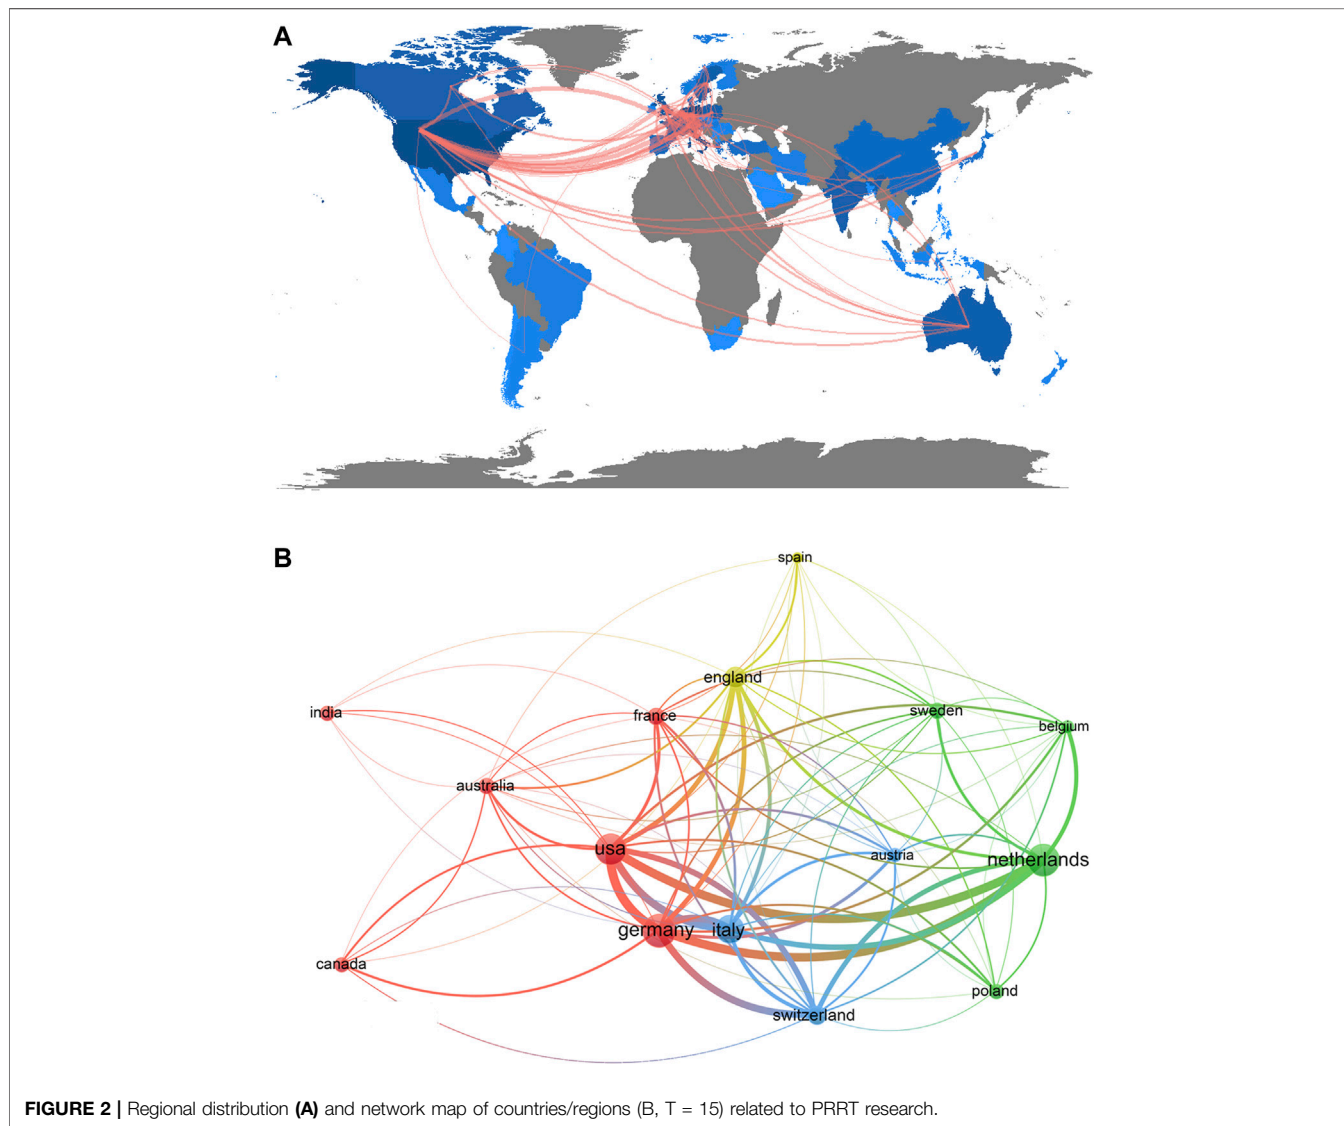 A
B
spain
england
india
france
sweden
belgium
australia
usa
austria
netherlands
germany
italy
canada
poland
switzerland
FIGURE 2 | Regional distribution (A) and network map of countries/regions (B, T = 15) related to PRRT research.